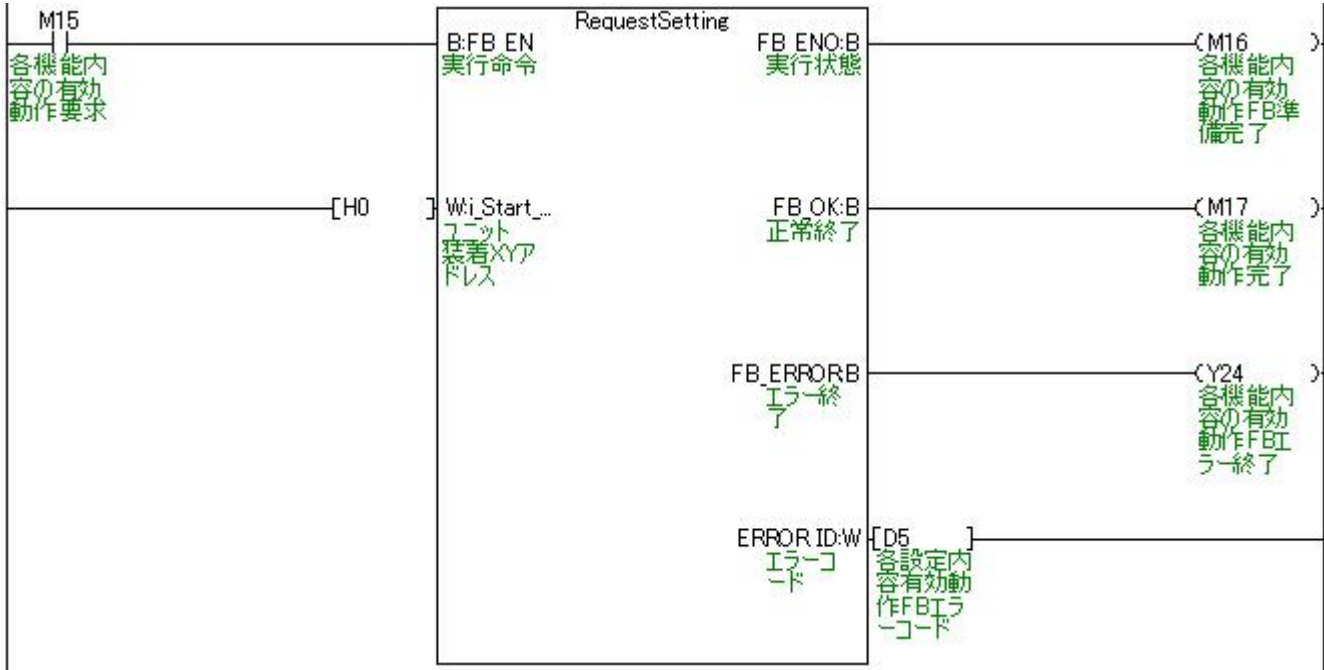 M15
RequestSetting
B:FB_EN
FB_ENO:B
M16
各機能内
容の有効
動作要求
実行命令
実行状態
各機能内
容の有効
動作FB準
備完了
[H0 ]
W:i_Start_...
FB_OK:B
M17
ユニット
装着XYア
ドレス
正常終了
各機能内
容の有効
動作完了
FB_ERROR:B
Y24
エラー終
了
各機能内
容の有効
動作FBエ
ラー終了
ERROR_ID:W
[D5 ]
エラーコ
ード
各設定内
容有効動
作FBエラ
ーコード